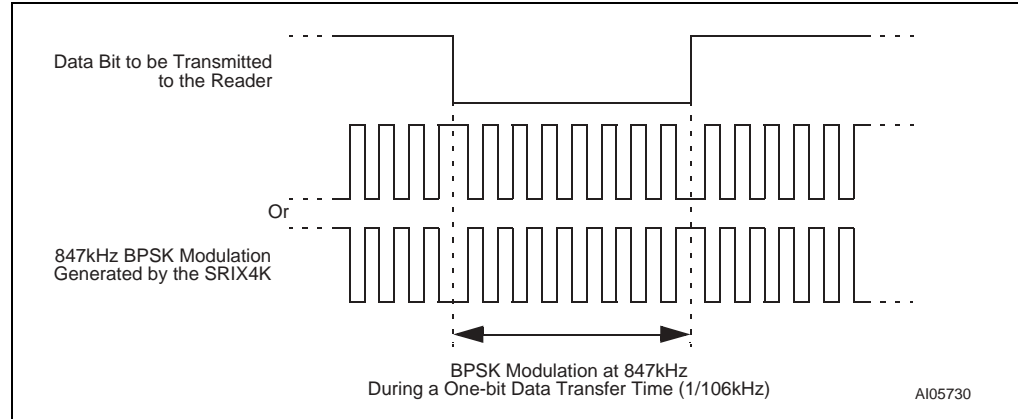 Data Bit to be Transmitted
to the Reader
Or
847kHz BPSK Modulation
Generated by the SRIX4K
BPSK Modulation at 847kHz
During a One-bit Data Transfer Time (1/106kHz)
AI05730